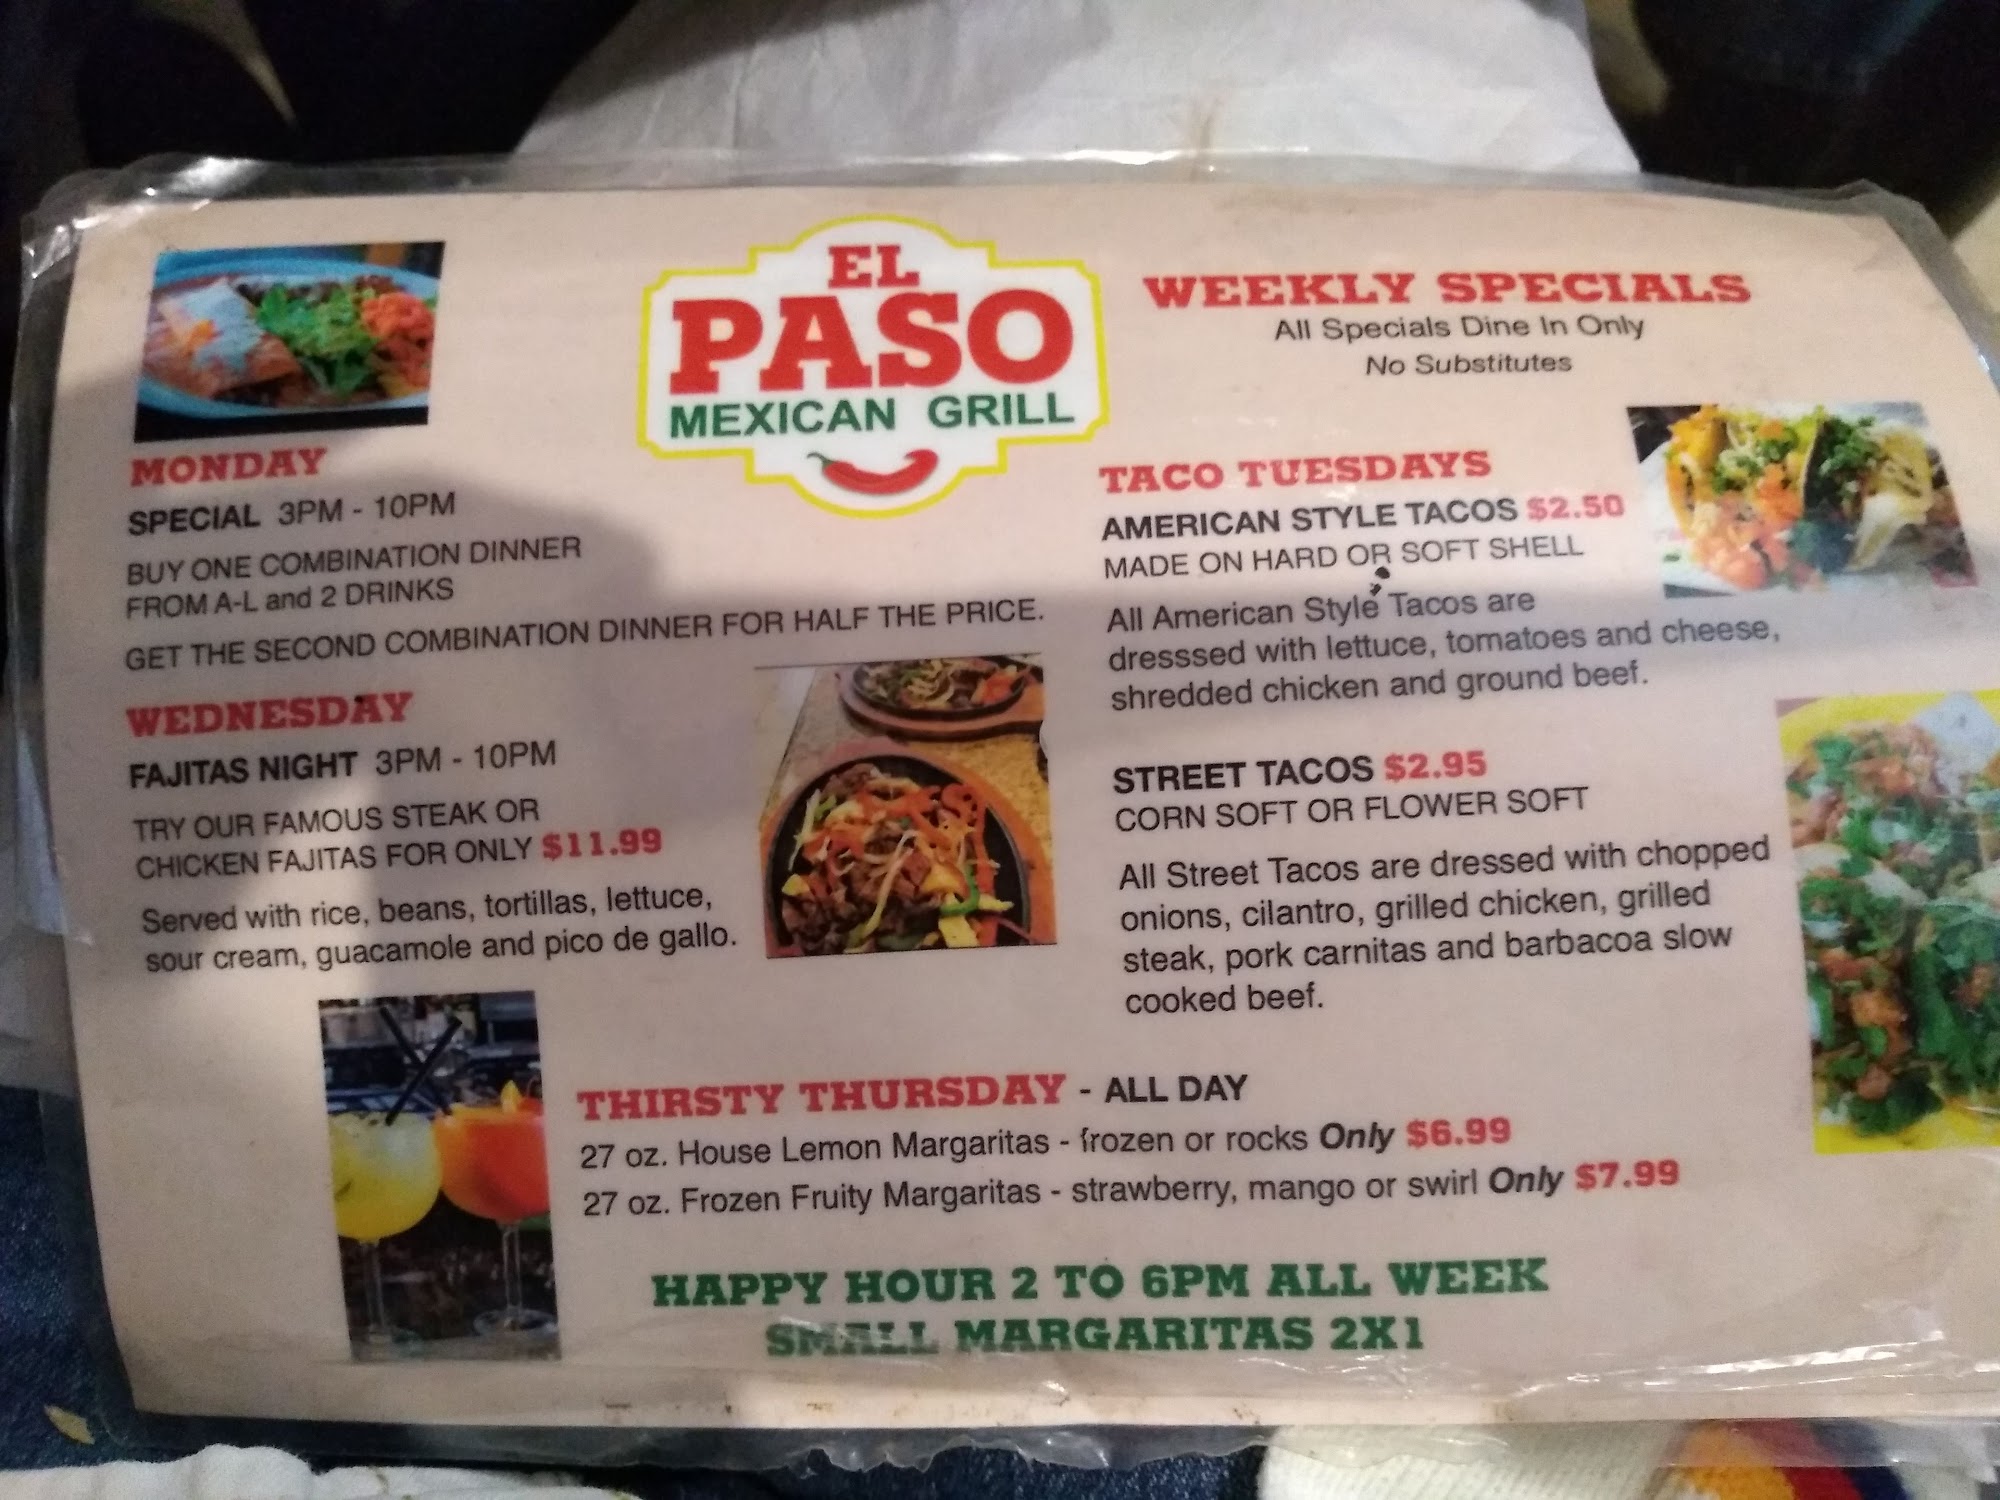 EL
PASO
MEXICAN GRILL
WEEKLY SPECIALS
All Specials Dine In Only
No Substitutes
MONDAY
SPECIAL 3PM - 10PM
BUY ONE COMBINATION DINNER
FROM A-L and 2 DRINKS
GET THE SECOND COMBINATION DINNER FOR HALF THE PRICE.
WEDNESDAY
FAJITAS NIGHT 3PM - 10PM
TRY OUR FAMOUS STEAK OR
CHICKEN FAJITAS FOR ONLY $11.99
Served with rice, beans, tortillas, lettuce,
sour cream, guacamole and pico de gallo.
TACO TUESDAYS
AMERICAN STYLE TACOS $2.50
MADE ON HARD OR SOFT SHELL
All American Style Tacos are
dresssed with lettuce, tomatoes and cheese,
shredded chicken and ground beef.
STREET TACOS $2.95
CORN SOFT OR FLOWER SOFT
All Street Tacos are dressed with chopped
onions, cilantro, grilled chicken, grilled
steak, pork carnitas and barbacoa slow
cooked beef.
THIRSTY THURSDAY - ALL DAY
27 oz. House Lemon Margaritas - frozen or rocks Only $6.99
27 oz. Frozen Fruity Margaritas - strawberry, mango or swirl Only $7.99
HAPPY HOUR 2 TO 6PM ALL WEEK
SMALL MARGARITAS 2X1